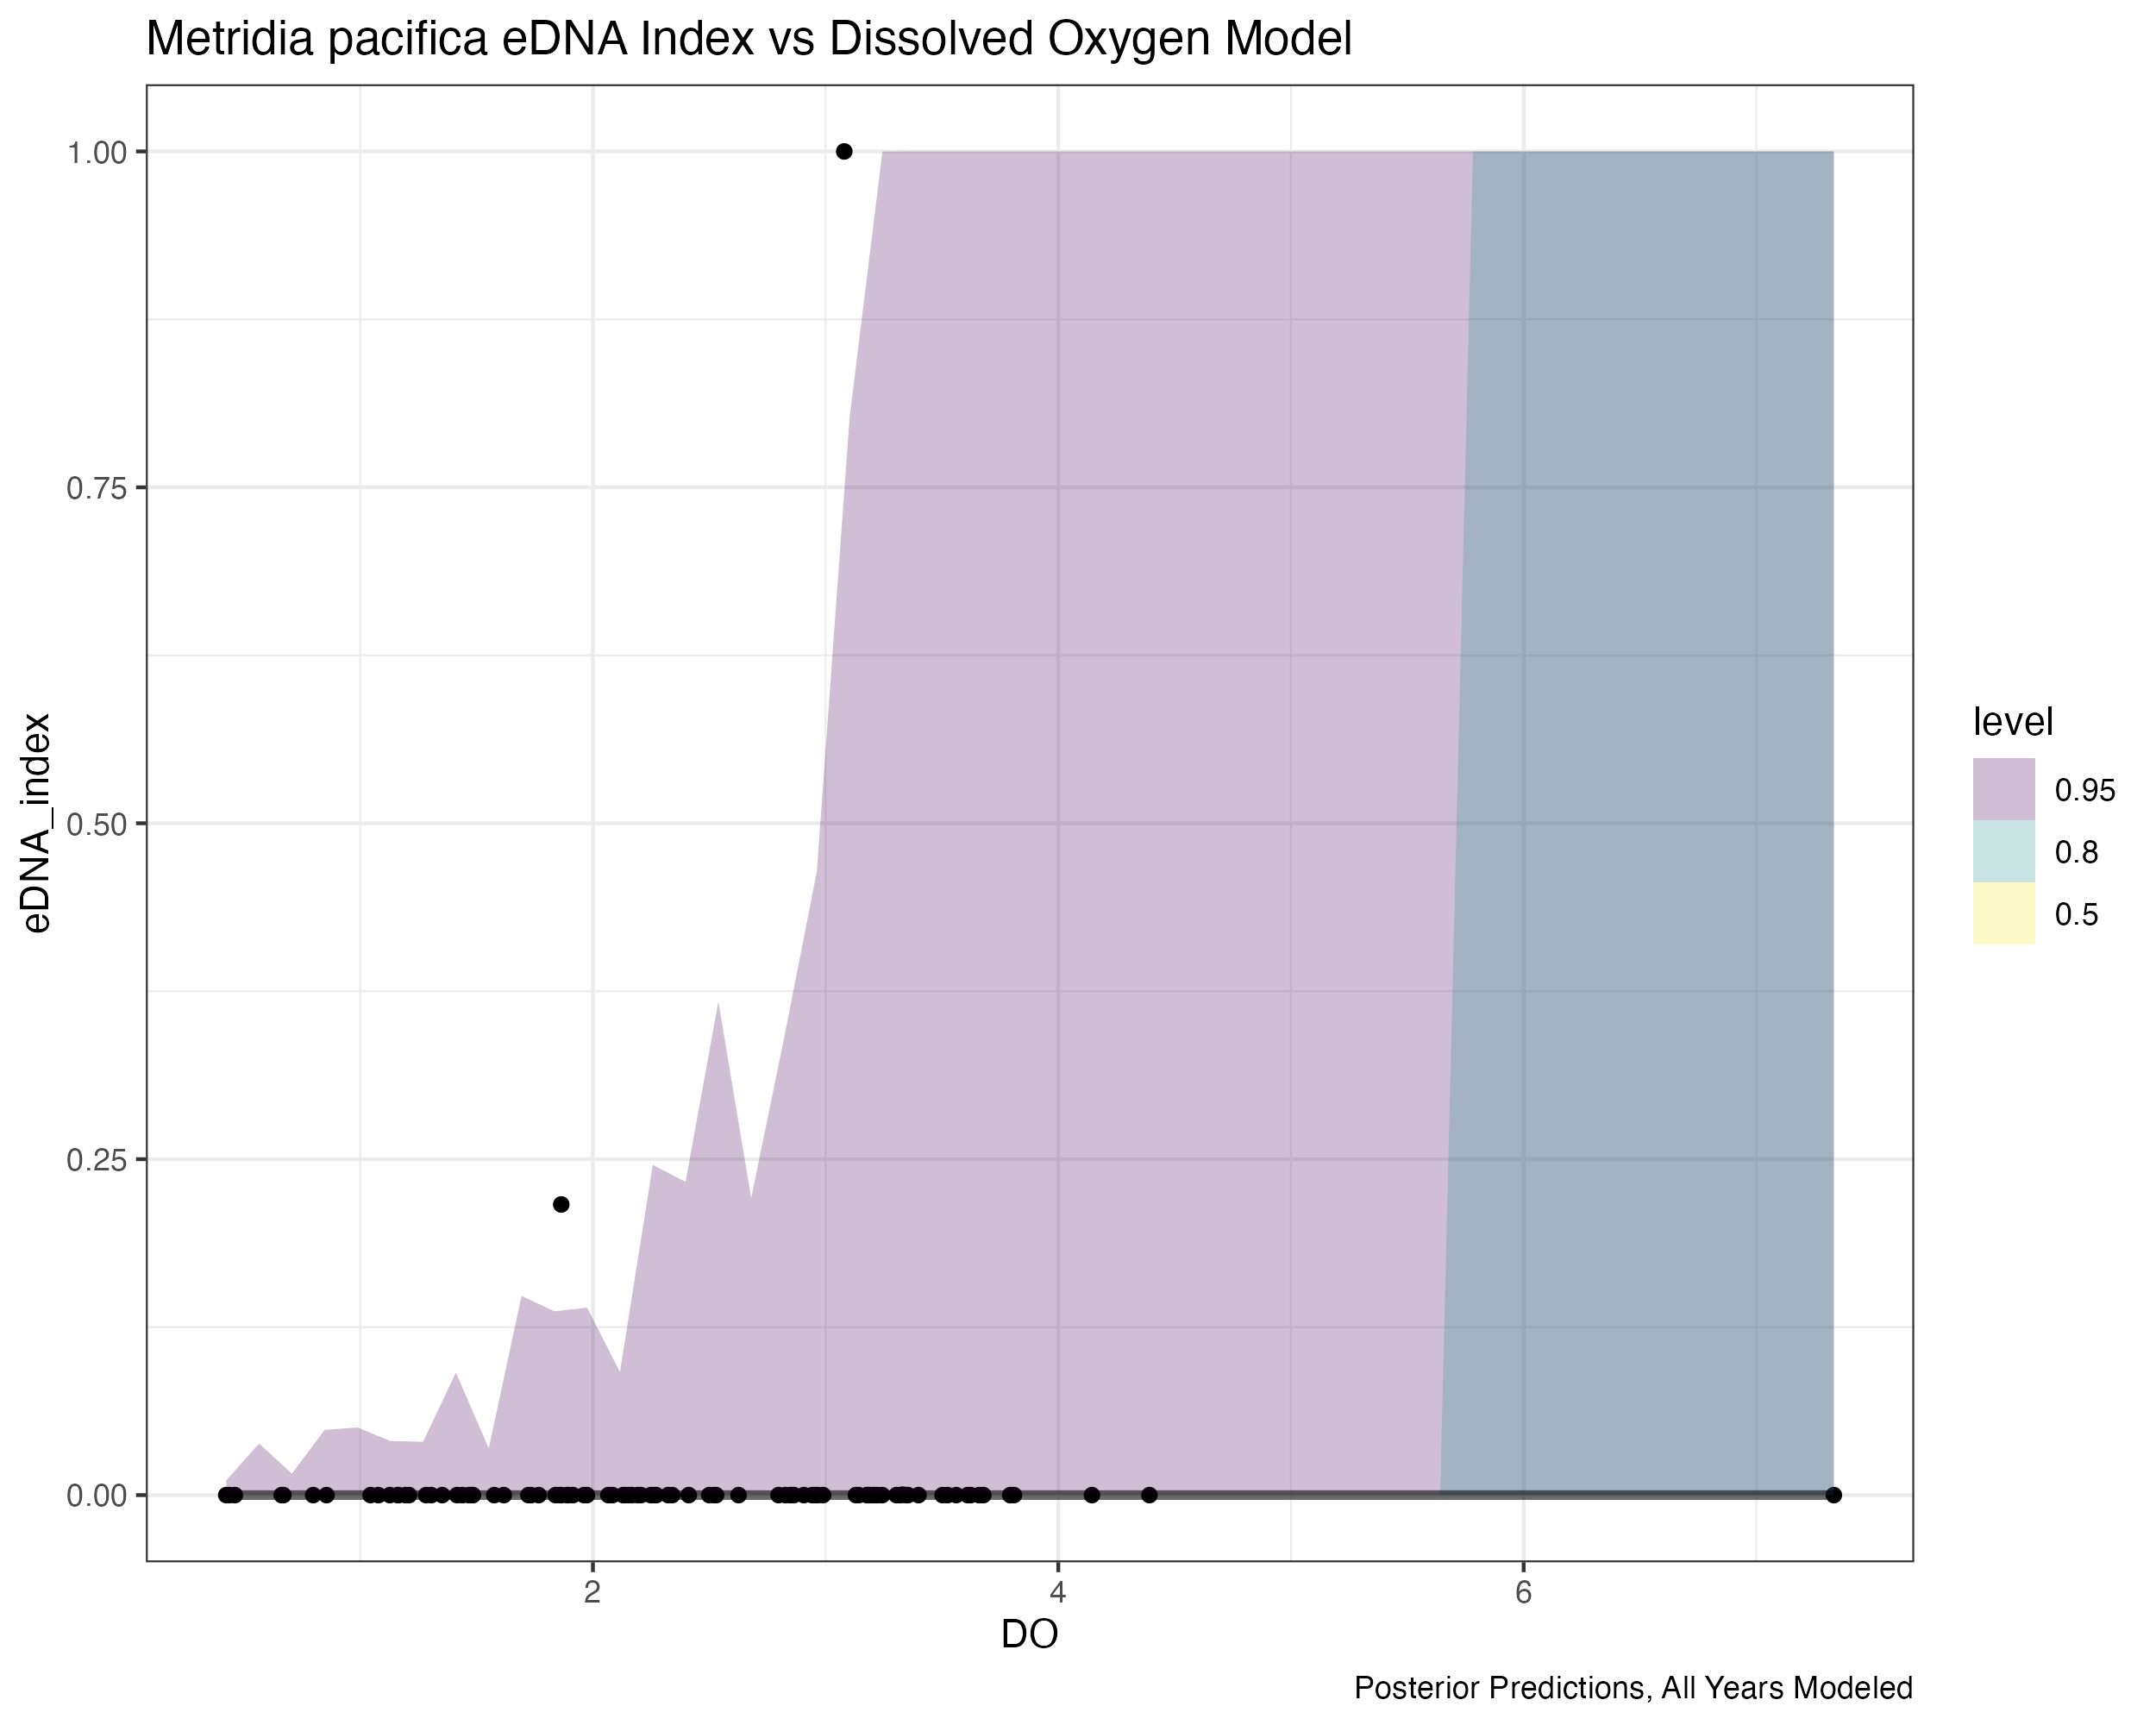 Metridia pacifica eDNA Index vs Dissolved Oxygen Model
1.00
0.75
0.50
0.25
0.00
eDNA_index
2
4
6
DO
level
0.95
0.8
0.5
Posterior Predictions, All Years Modeled